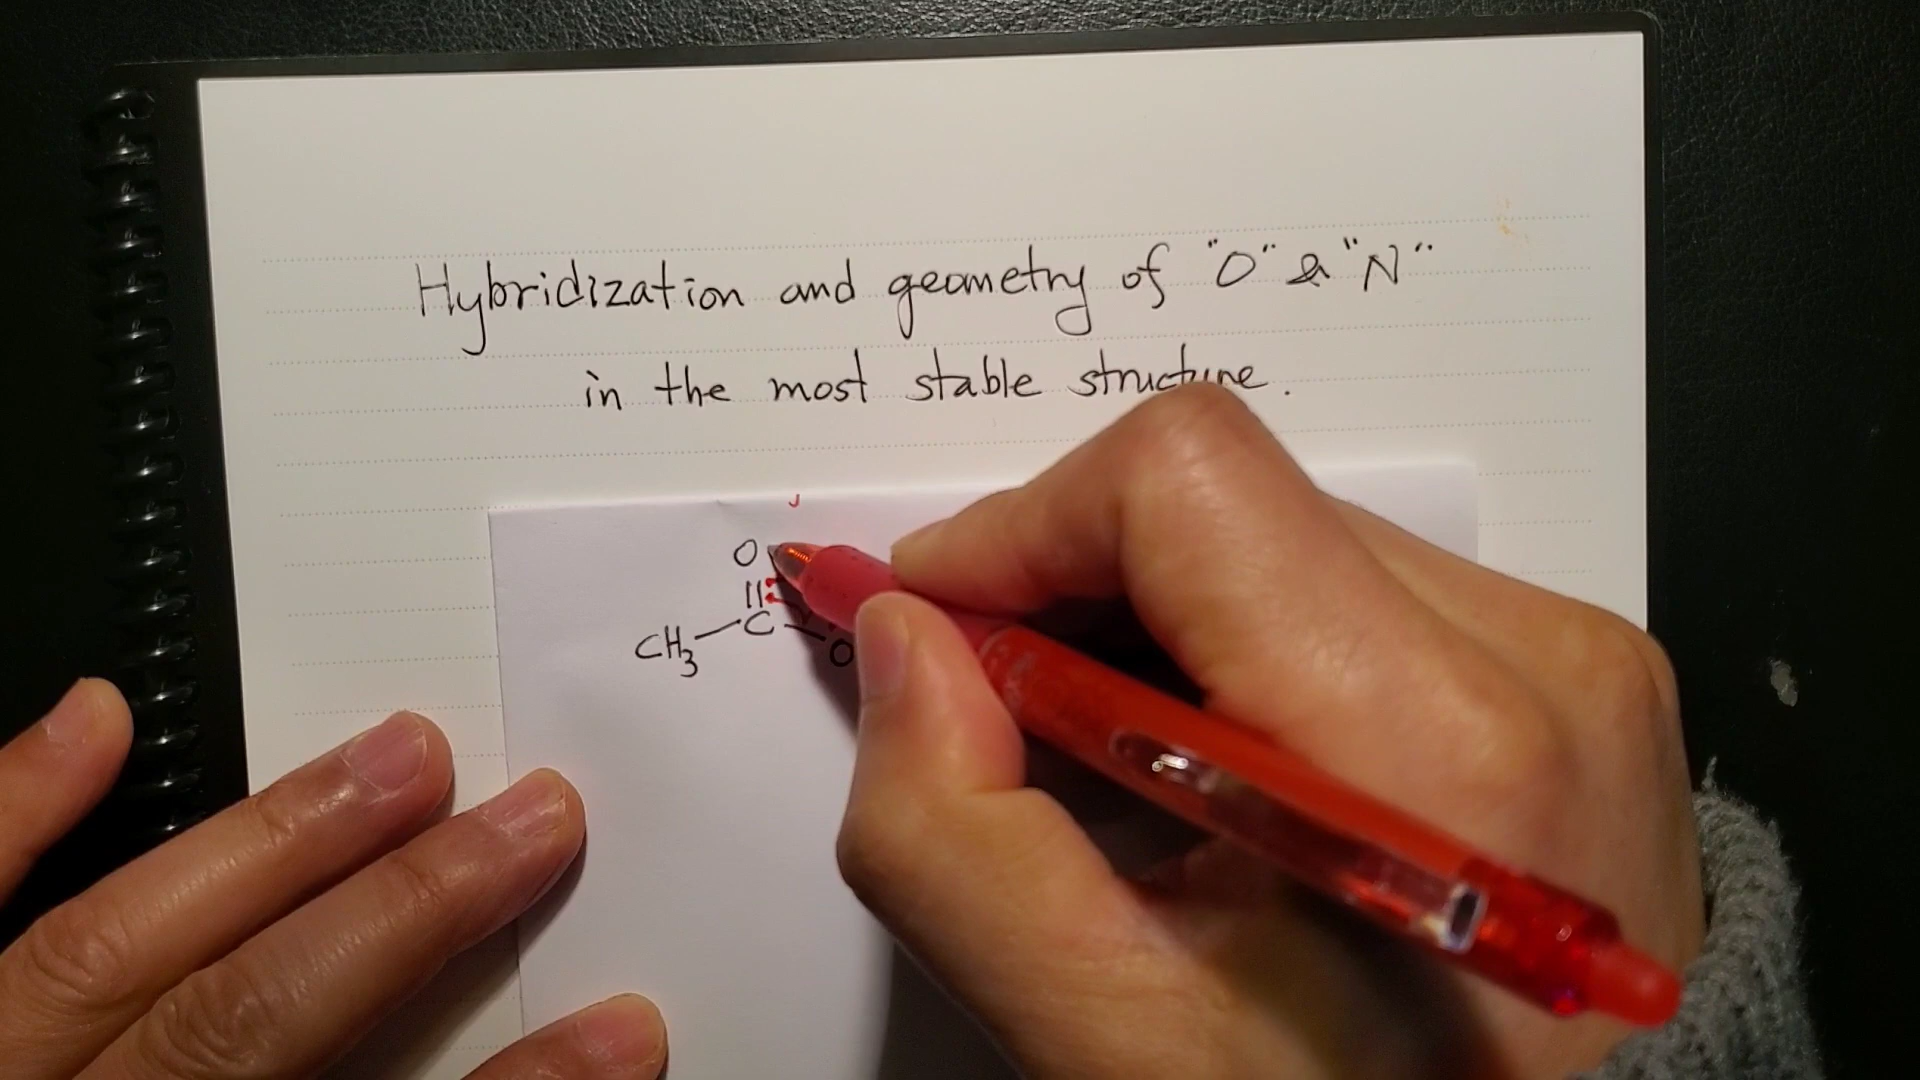 Hybridization and geometry of "O" & "N"
in the most stable structure.
O
||
CH3 — C — O